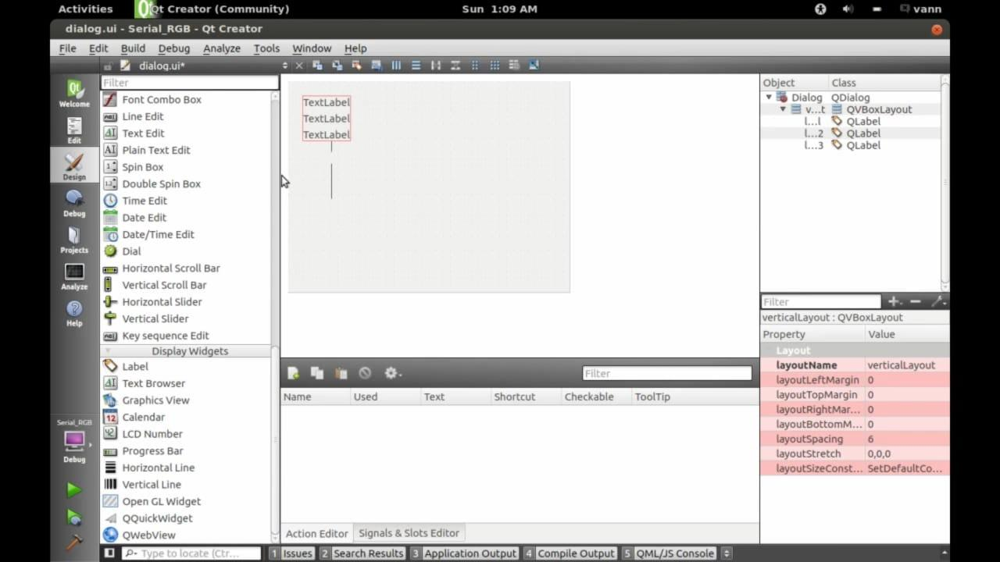 Activities Qt Creator (Community) Sun 1:09 AM vann
dialog.ui - Serial_RGB - Qt Creator
File Edit Build Debug Analyze Tools Window Help
dialog.ui*
Qt
Welcome
Edit
Design
Debug
Projects
Analyze
Help
Serial_RGB
Debug
Filter
Font Combo Box
Line Edit
Text Edit
Plain Text Edit
Spin Box
Double Spin Box
Time Edit
Date Edit
Date/Time Edit
Dial
Horizontal Scroll Bar
Vertical Scroll Bar
Horizontal Slider
Vertical Slider
Key sequence Edit
Display Widgets
Label
Text Browser
Graphics View
Calendar
LCD Number
Progress Bar
Horizontal Line
Vertical Line
Open GL Widget
QQuickWidget
QWebView
TextLabel
TextLabel
TextLabel
Filter
Name Used Text Shortcut Checkable ToolTip
Action Editor Signals & Slots Editor
Object Class
Dialog QDialog
v...t QVBoxLayout
l...l QLabel
l...2 QLabel
l...3 QLabel
Filter
verticalLayout : QVBoxLayout
Property Value
Layout
layoutName verticalLayout
layoutLeftMargin 0
layoutTopMargin 0
layoutRightMar... 0
layoutBottomM... 0
layoutSpacing 6
layoutStretch 0,0,0
layoutSizeConst... SetDefaultCo...
Type to locate (Ctr... 1 Issues 2 Search Results 3 Application Output 4 Compile Output 5 QML/JS Console